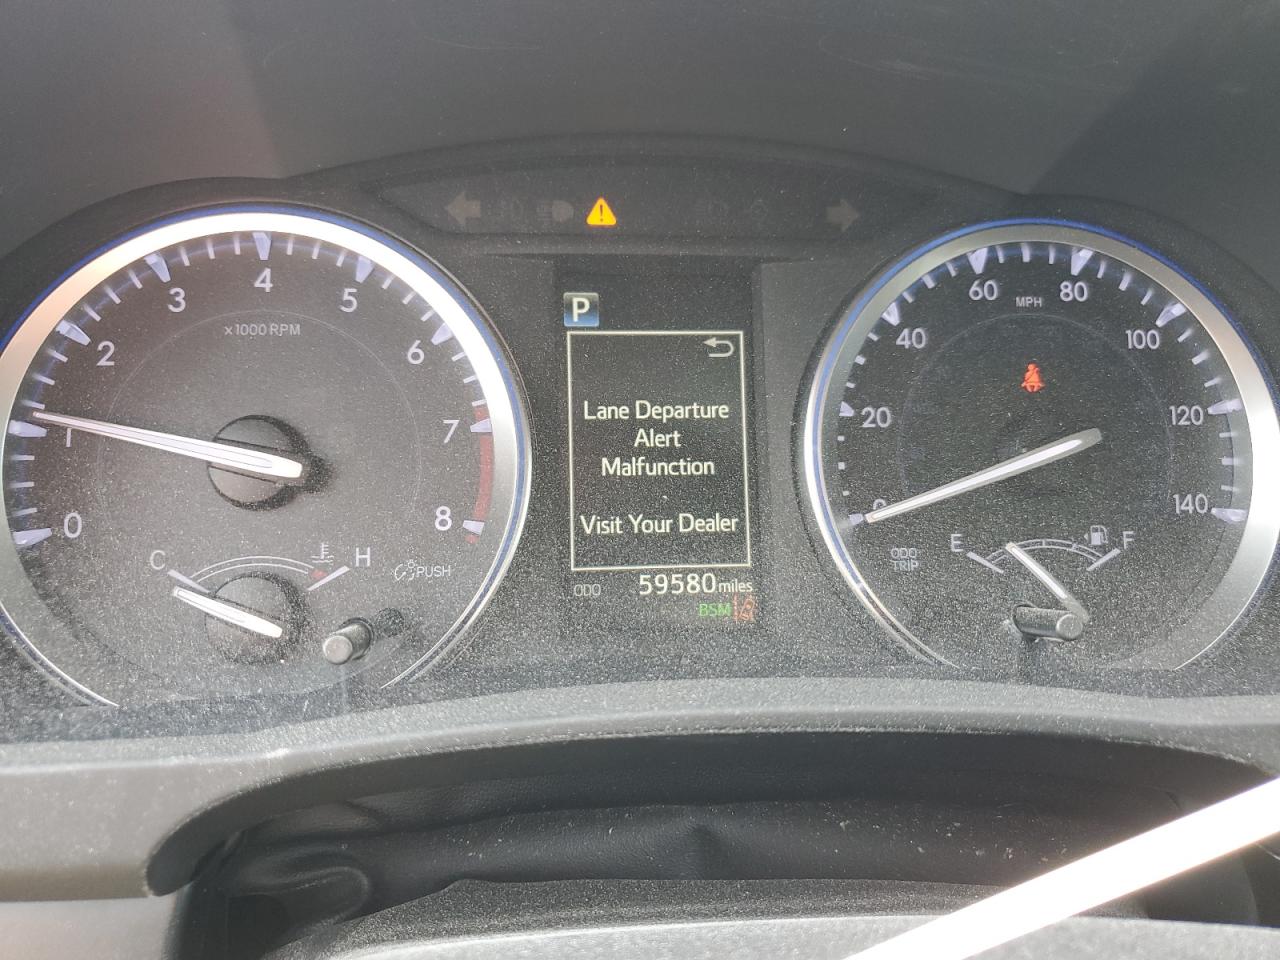 0
1
2
3
4
5
6
7
8
x1000 RPM
C
H
PUSH
P
Lane Departure
Alert
Malfunction
Visit Your Dealer
ODO
59580 miles
BSM
0
20
40
60
80
100
120
140
MPH
ODO
TRIP
E
F